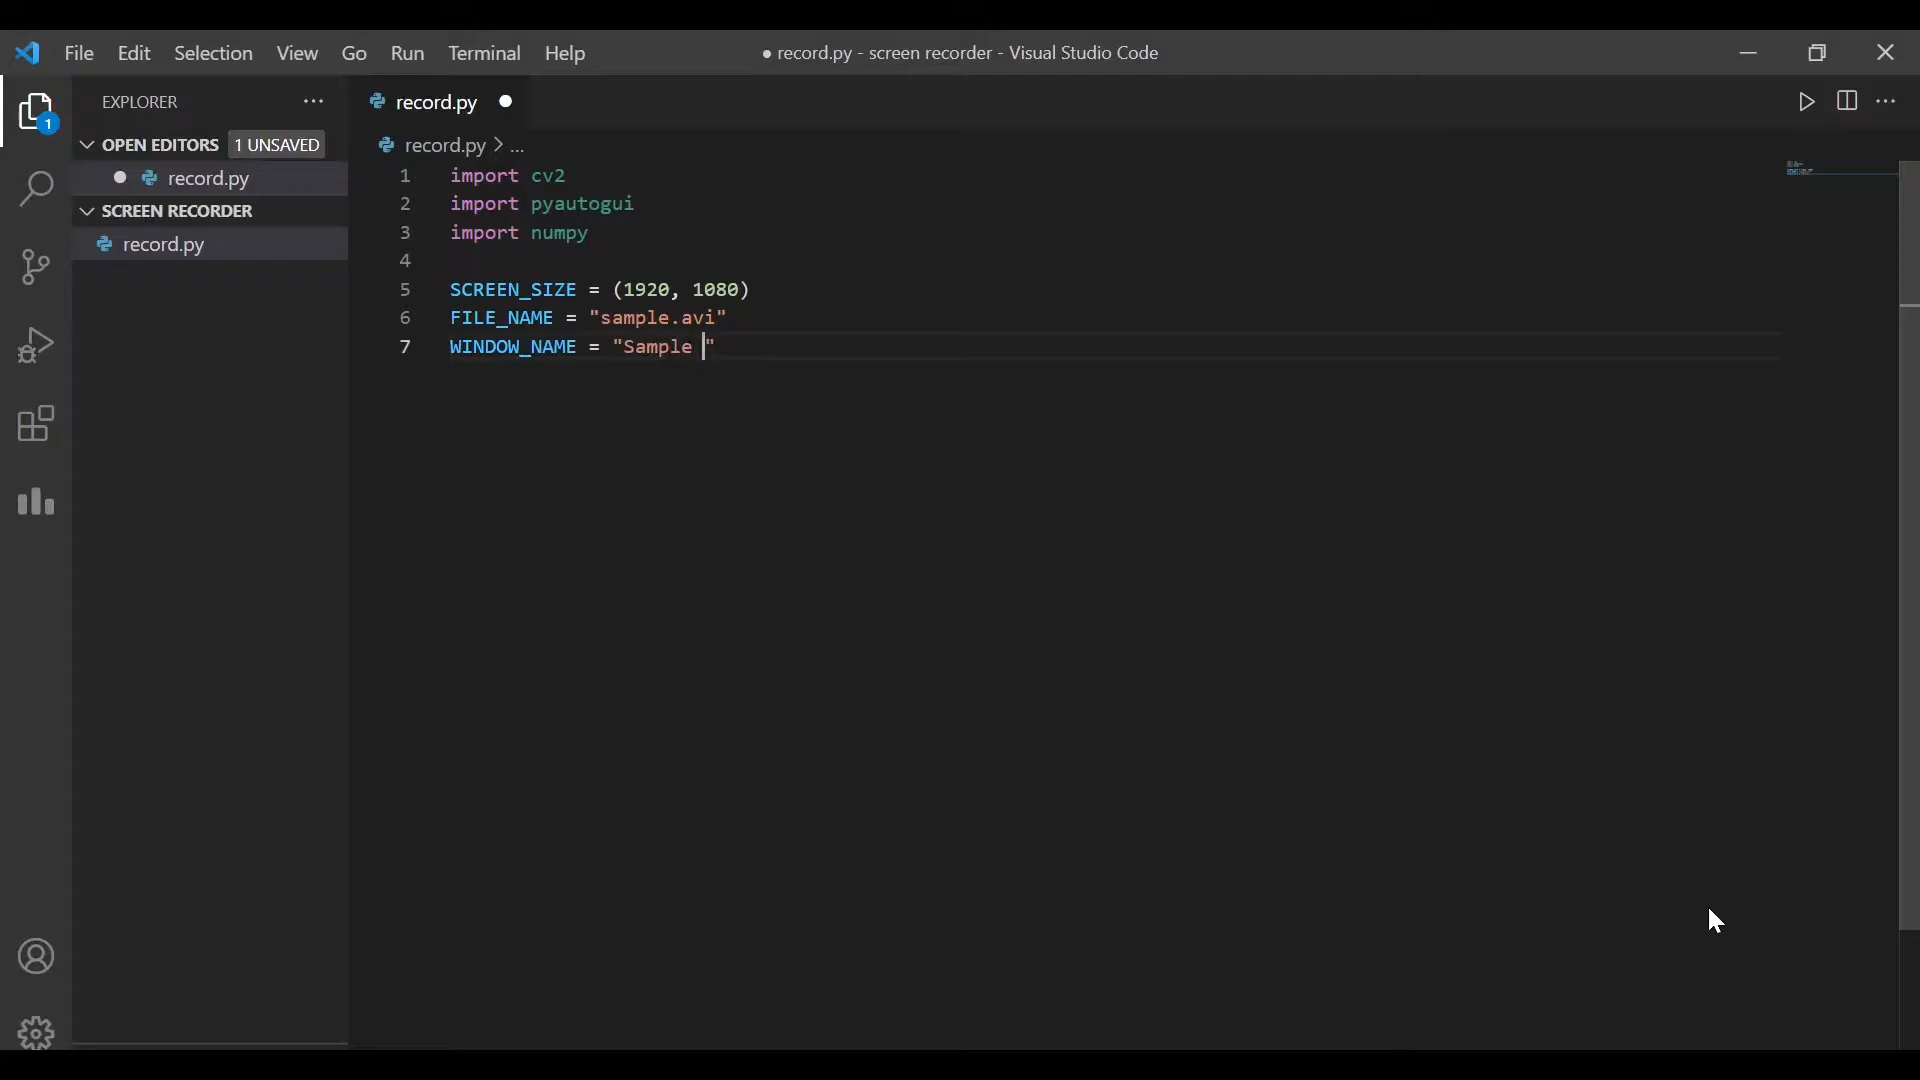 File Edit Selection View Go Run Terminal Help
● record.py - screen recorder - Visual Studio Code
EXPLORER
OPEN EDITORS 1 UNSAVED
record.py
SCREEN RECORDER
record.py
1
record.py
record.py > ...
1 import cv2
2 import pyautogui
3 import numpy
4
5 SCREEN_SIZE = (1920, 1080)
6 FILE_NAME = "sample.avi"
7 WINDOW_NAME = "Sample "